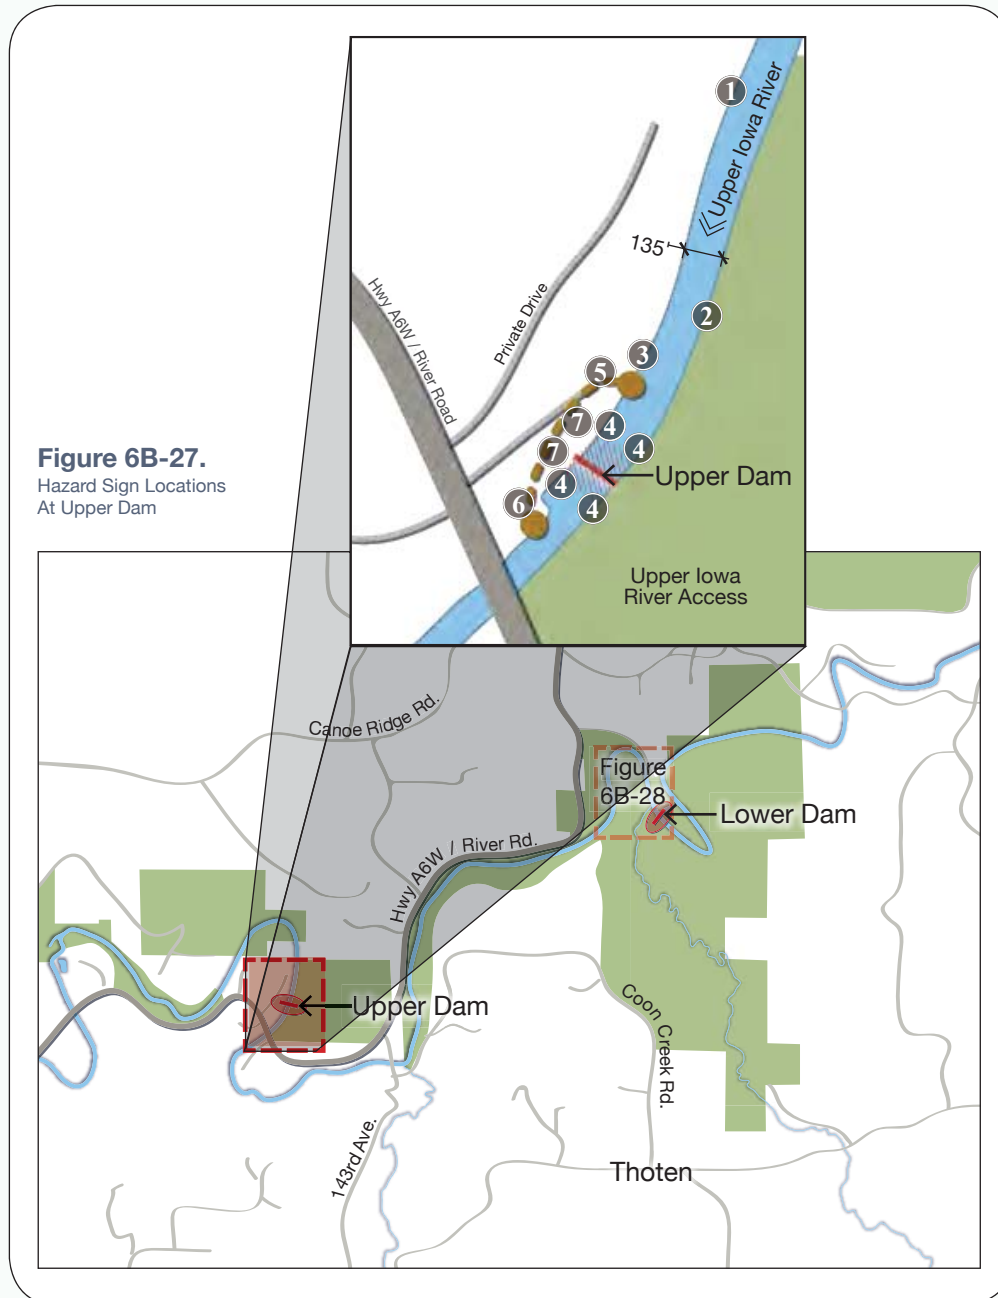 1
Upper Iowa River
135
2
Hwy A6W / River Road
Private Drive
3
5
7
4
7
4
Upper Dam
4
6
4
Upper Iowa
River Access
Figure 6B-27.
Hazard Sign Locations
At Upper Dam
Canoe Ridge Rd.
Figure
6B-28
Lower Dam
Hwy A6W / River Rd.
Upper Dam
Coon Creek Rd.
143rd Ave.
Thoten